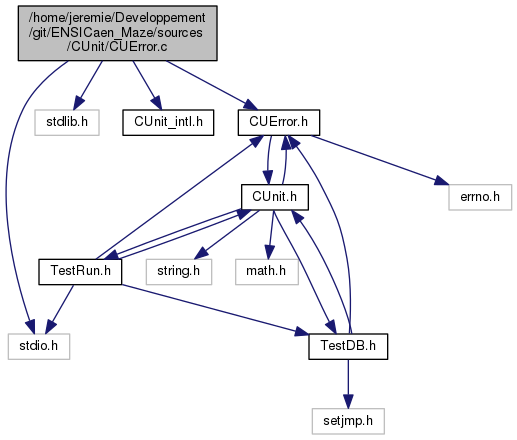 /home/jeremie/Developpement
/git/ENSICaen_Maze/sources
/CUnit/CUError.c
stdlib.h
CUnit_intl.h
CUError.h
CUnit.h
errno.h
TestRun.h
string.h
math.h
stdio.h
TestDB.h
setjmp.h